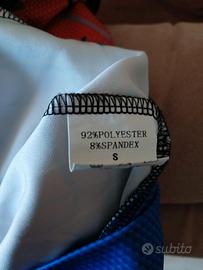 92%POLYESTER
8%SPANDEX
S
subito